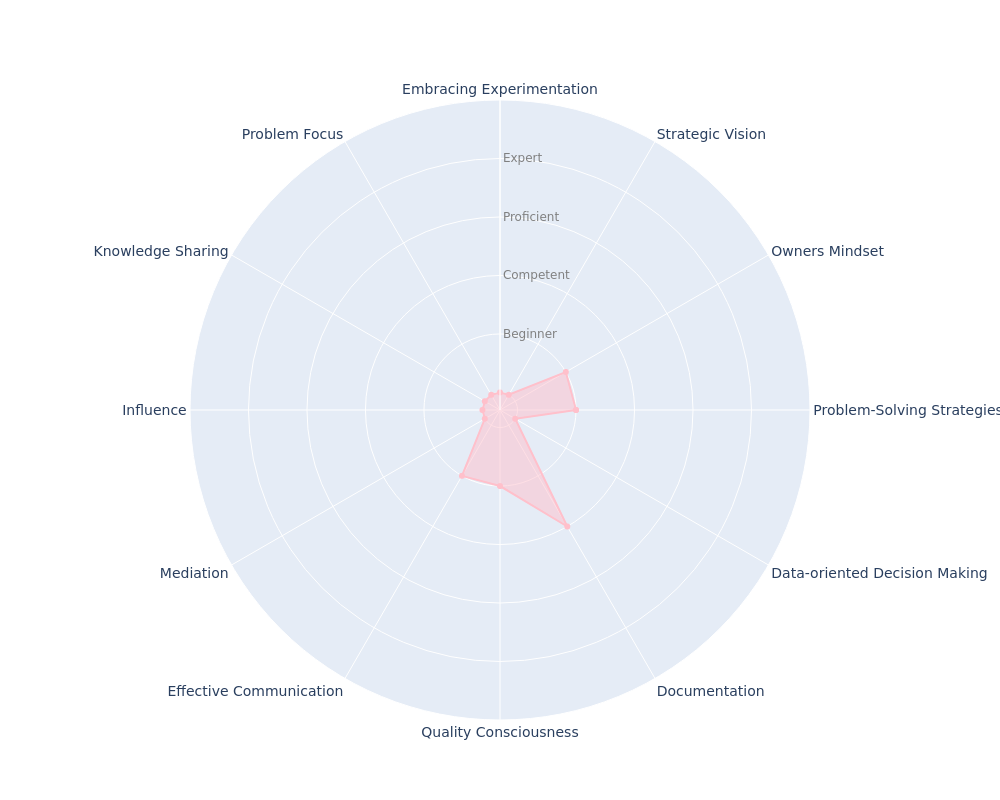 Embracing Experimentation
Problem Focus
Strategic Vision
Expert
Proficient
Knowledge Sharing
Owners Mindset
Competent
Beginner
Influence
Problem-Solving Strategies
Mediation
Data-oriented Decision Making
Effective Communication
Documentation
Quality Consciousness